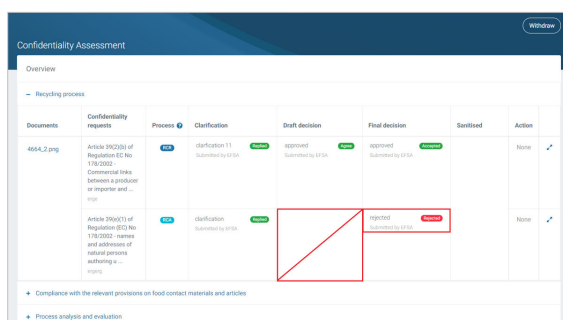 Withdraw
Confidentiality Assessment
Overview
− Recycling process
Documents
Confidentiality
requests
Process
Clarification
Draft decision
Final decision
Sanitised
Action
4664_2.png
Article 39(2)(b) of
Regulation EC No
178/2002 -
Commercial links
between a producer
or importer and ...
clarfication 11
Replied
Submitted by EFSA
approved
Agree
Submitted by EFSA
approved
Accepted
Submitted by EFSA
None
Article 39(e)(1) of
Regulation (EC) No
178/2002 - names
and addresses of
natural persons
authoring a ...
clarification
Replied
Submitted by EFSA
rejected
Rejected
Submitted by EFSA
None
+ Compliance with the relevant provisions on food contact materials and articles
+ Process analysis and evaluation